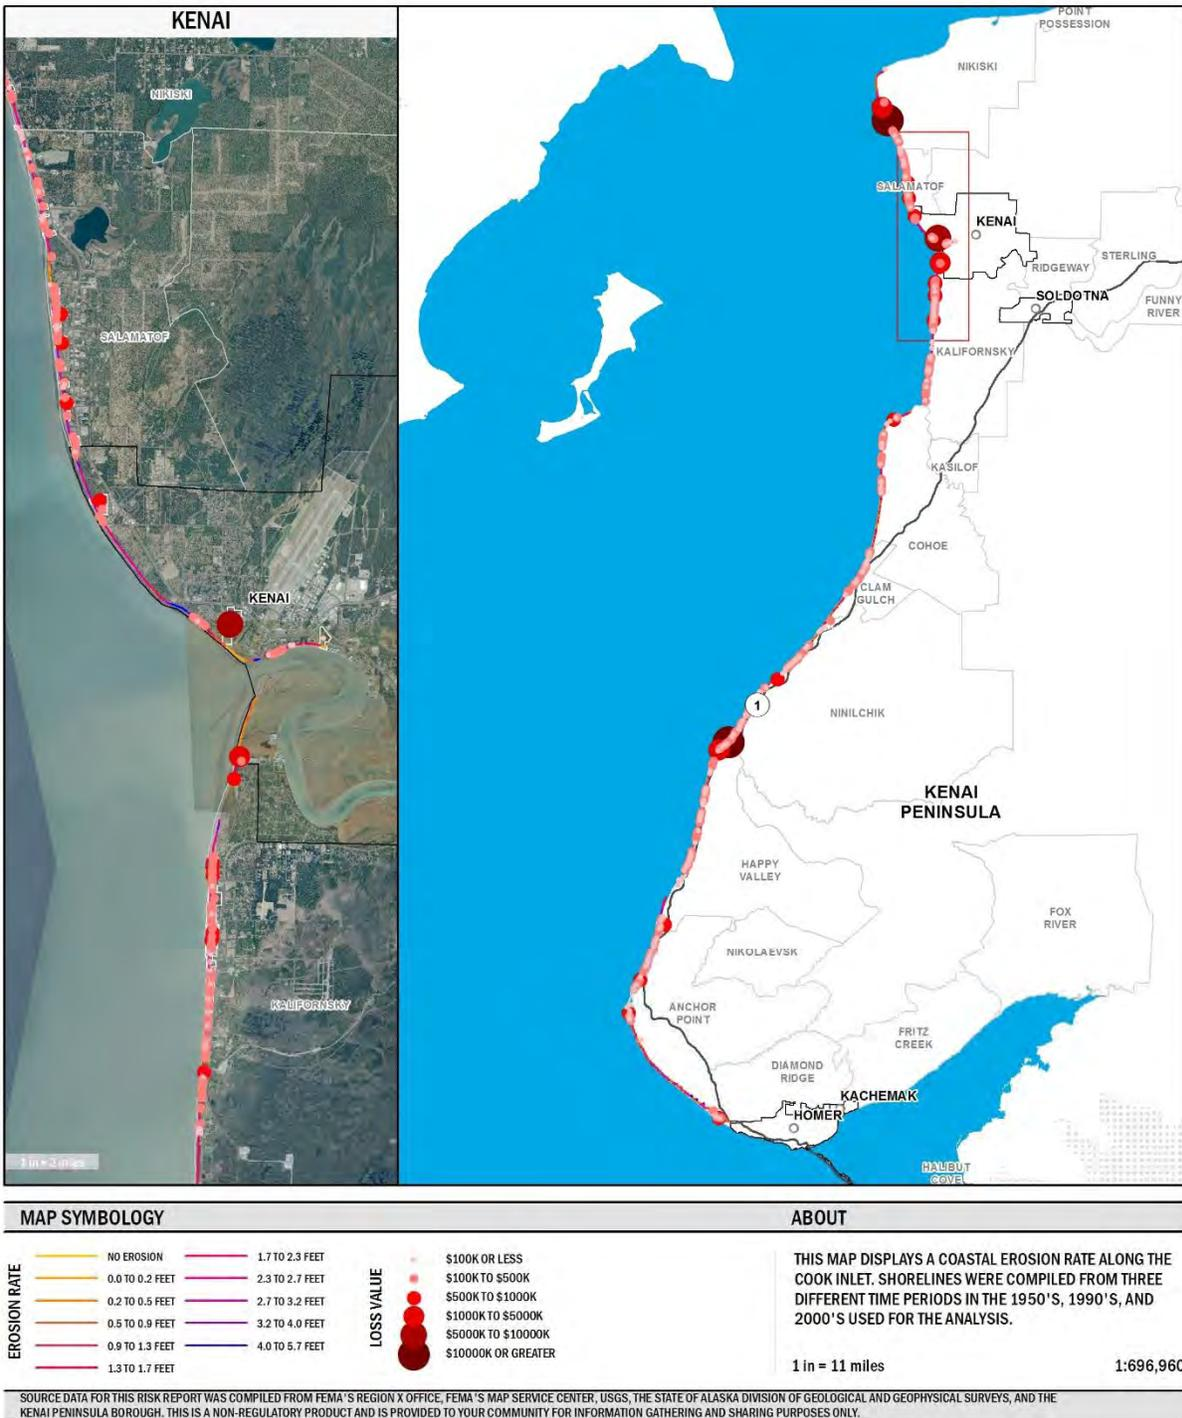 KENAI
NIKISKI
SALAMATOF
KENAI
KALIFORNSKY
1 in = 2 miles
POINT
POSSESSION
NIKISKI
SALAMATOF
KENAI
STERLING
RIDGEWAY
SOLDOTNA
FUNNY
RIVER
KALIFORNSKY
KASILOF
COHOE
CLAM
GULCH
1
NINILCHIK
KENAI
PENINSULA
HAPPY
VALLEY
FOX
RIVER
NIKOLAEVSK
ANCHOR
POINT
FRITZ
CREEK
DIAMOND
RIDGE
KACHEMAK
HOMER
HALIBUT
COVE
MAP SYMBOLOGY
EROSION RATE
NO EROSION
0.0 TO 0.2 FEET
0.2 TO 0.5 FEET
0.5 TO 0.9 FEET
0.9 TO 1.3 FEET
1.3 TO 1.7 FEET
1.7 TO 2.3 FEET
2.3 TO 2.7 FEET
2.7 TO 3.2 FEET
3.2 TO 4.0 FEET
4.0 TO 5.7 FEET
LOSS VALUE
$100K OR LESS
$100K TO $500K
$500K TO $1000K
$1000K TO $5000K
$5000K TO $10000K
$10000K OR GREATER
ABOUT
THIS MAP DISPLAYS A COASTAL EROSION RATE ALONG THE
COOK INLET. SHORELINES WERE COMPILED FROM THREE
DIFFERENT TIME PERIODS IN THE 1950'S, 1990'S, AND
2000'S USED FOR THE ANALYSIS.
1 in = 11 miles 1:696,960
SOURCE DATA FOR THIS RISK REPORT WAS COMPILED FROM FEMA'S REGION X OFFICE, FEMA'S MAP SERVICE CENTER, USGS, THE STATE OF ALASKA DIVISION OF GEOLOGICAL AND GEOPHYSICAL SURVEYS, AND THE
KENAI PENINSULA BOROUGH. THIS IS A NON-REGULATORY PRODUCT AND IS PROVIDED TO YOUR COMMUNITY FOR INFORMATION GATHERING AND SHARING PURPOSES ONLY.